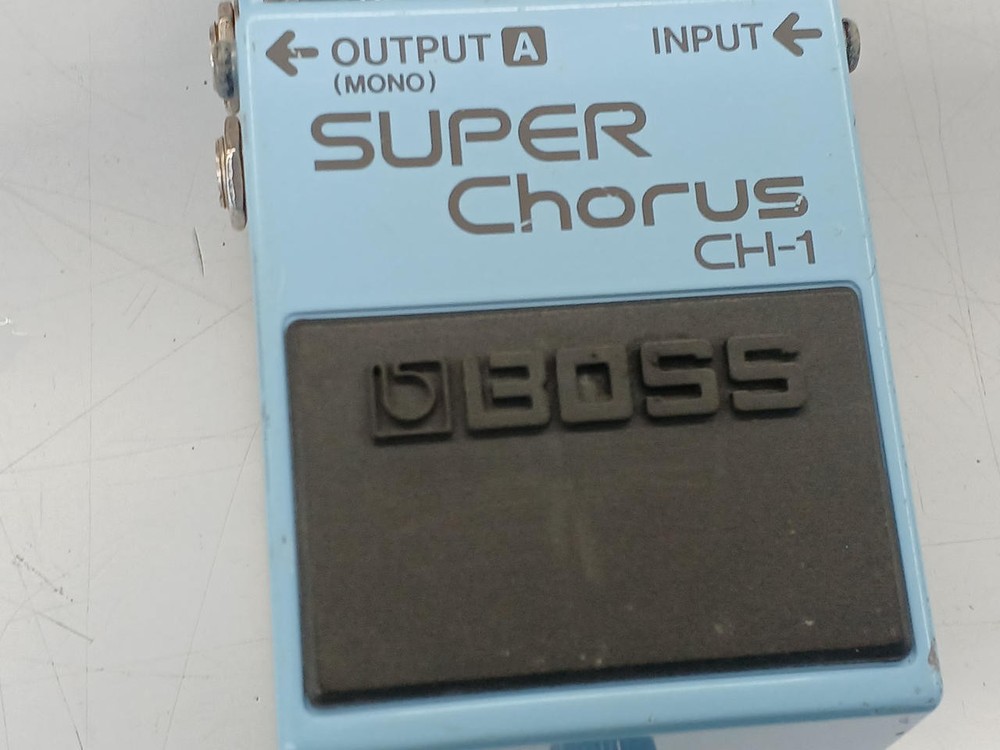 OUTPUT A INPUT
(MONO)
SUPER
Chorus
CH-1
BOSS